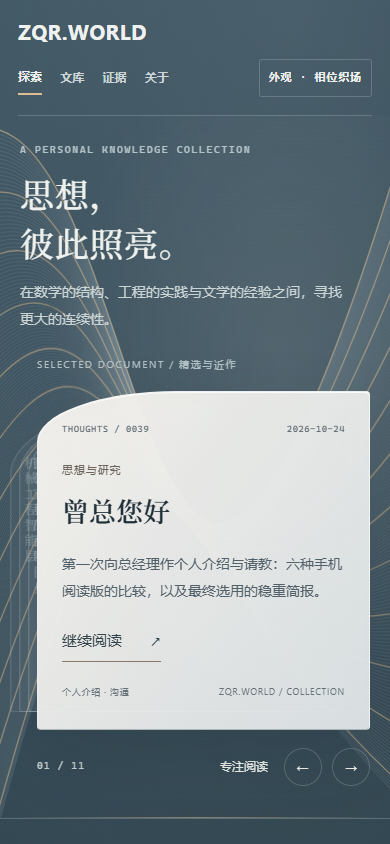 ZQR.WORLD
探索 文库 证据 关于 外观 · 相位织场
A PERSONAL KNOWLEDGE COLLECTION
思想，
彼此照亮。
在数学的结构、工程的实践与文学的经验之间，寻找
更大的连续性。
SELECTED DOCUMENT / 精选与近作
THOUGHTS / 0039 2026-10-24
思想与研究
曾总您好
第一次向总经理作个人介绍与请教：六种手机
阅读版的比较，以及最终选用的稳重简报。
继续阅读 ↗
个人介绍 · 沟通 ZQR.WORLD / COLLECTION
01 / 11 专注阅读 ← →